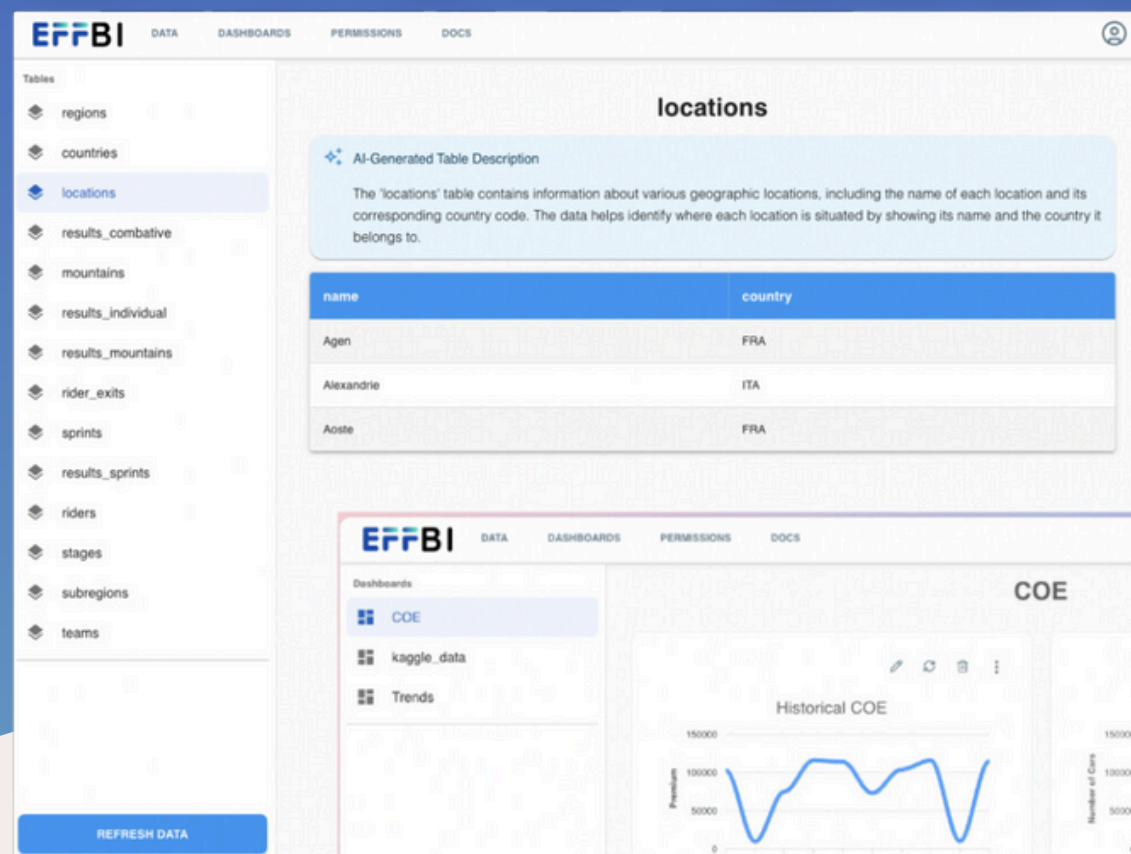 EFFBI DATA DASHBOARDS PERMISSIONS DOCS
Tables
regions
countries
locations
results_combative
mountains
results_individual
results_mountains
rider_exits
sprints
results_sprints
riders
stages
subregions
teams
REFRESH DATA
locations
AI-Generated Table Description
The 'locations' table contains information about various geographic locations, including the name of each location and its
corresponding country code. The data helps identify where each location is situated by showing its name and the country it
belongs to.
name country
Agen FRA
Alexandrie ITA
Aoste FRA
EFFBI DATA DASHBOARDS PERMISSIONS DOCS
Dashboards
COE
kaggle_data
Trends
COE
Historical COE
Premium
150000
100000
50000
0
Number of Cars